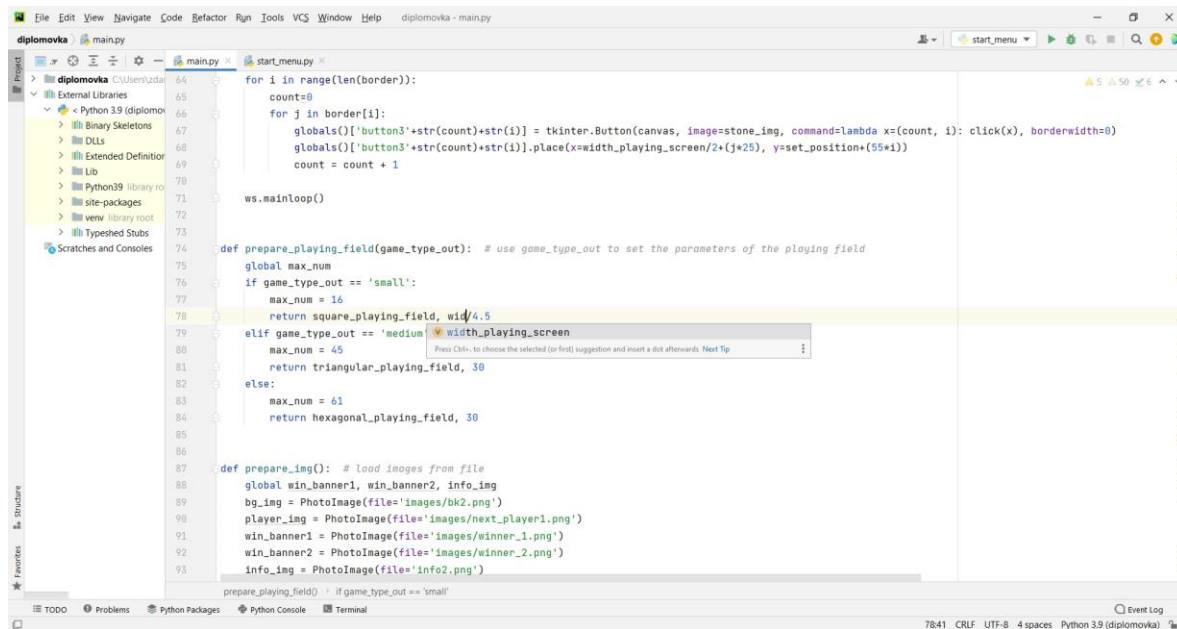 File Edit View Navigate Code Refactor Run Tools VCS Window Help diplomovka - main.py
diplomovka main.py start_menu
Project main.py start_menu.py
diplomovka C:\Users\zda 64 for i in range(len(border)): 5 50 6
External Libraries 65 count=0
< Python 3.9 (diplomov 66 for j in border[i]:
Binary Skeletons 67 globals()['button3'+str(count)+str(i)] = tkinter.Button(canvas, image=stone_img, command=lambda x=(count, i): click(x), borderwidth=0)
DLLs 68 globals()['button3'+str(count)+str(i)].place(x=width_playing_screen/2+(j*25), y=set_position+(55*i))
Extended Definition 69 count = count + 1
Lib 70
Python39 library ro 71 ws.mainloop()
site-packages 72
venv library root 73
Typeshed Stubs 74 def prepare_playing_field(game_type_out): # use game_type_out to set the parameters of the playing field
Scratches and Consoles 75 global max_num
76 if game_type_out == 'small':
77 max_num = 16
78 return square_playing_field, wid/4.5
79 elif game_type_out == 'medium' width_playing_screen
80 max_num = 45 Press Ctrl+. to choose the selected (or first) suggestion and insert a dot afterwards Next Tip
81 return triangular_playing_field, 30
82 else:
83 max_num = 61
84 return hexagonal_playing_field, 30
85
86
87 def prepare_img(): # load images from file
88 global win_banner1, win_banner2, info_img
89 bg_img = PhotoImage(file='images/bk2.png')
90 player_img = PhotoImage(file='images/next_player1.png')
91 win_banner1 = PhotoImage(file='images/winner_1.png')
92 win_banner2 = PhotoImage(file='images/winner_2.png')
93 info_img = PhotoImage(file='info2.png')
Structure
Favorites
prepare_playing_field() if game_type_out == 'small'
TODO Problems Python Packages Python Console Terminal Event Log
78:41 CRLF UTF-8 4 spaces Python 3.9 (diplomovka)